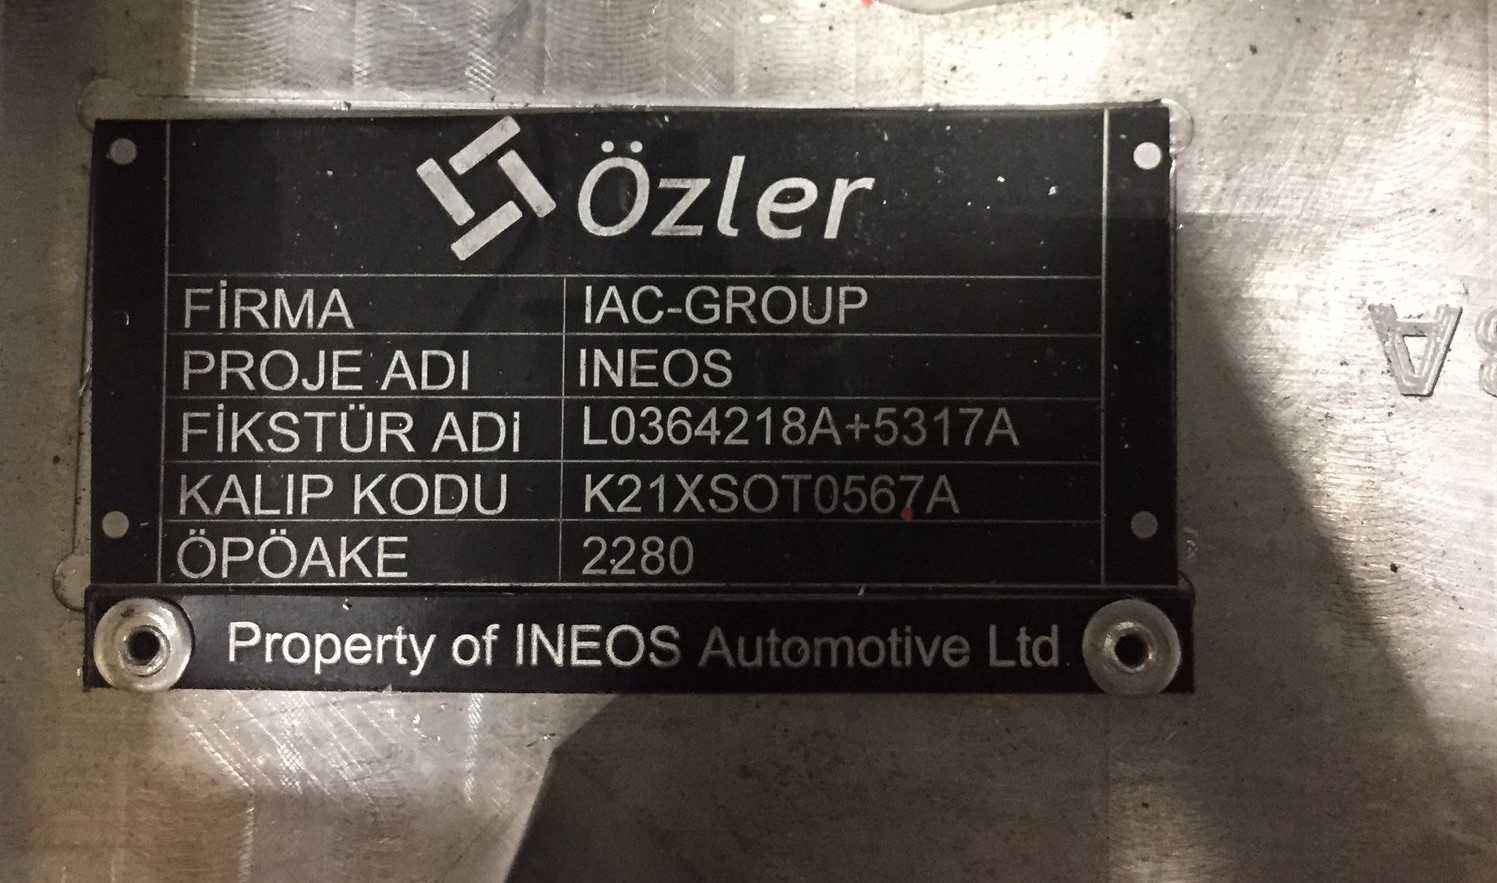 Özler
FİRMA IAC-GROUP
PROJE ADI INEOS
FİKSTÜR ADİ L0364218A+5317A
KALIP KODU K21XSOT0567A
ÖPÖAKE 2280
Property of INEOS Automotive Ltd